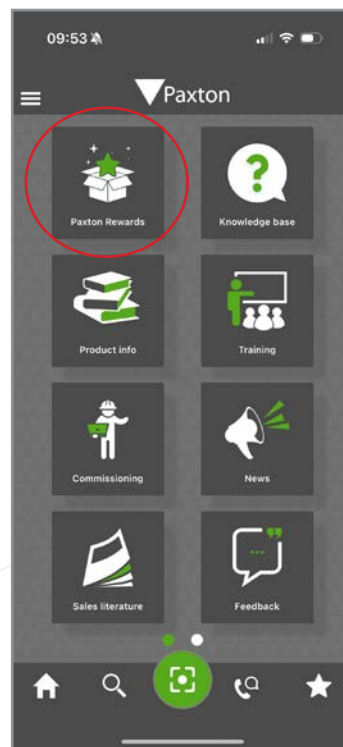 09:53
Paxton
Paxton Rewards
Knowledge base
Product info
Training
Commissioning
News
Sales literature
Feedback